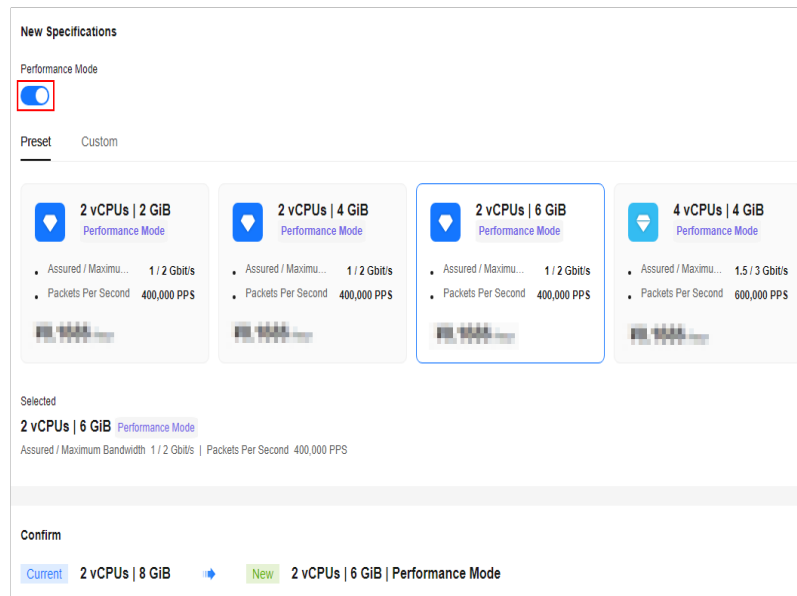 New Specifications
Performance Mode
Preset Custom
2 vCPUs | 2 GiB
Performance Mode
Assured / Maximu... 1 / 2 Gbit/s
Packets Per Second 400,000 PPS
2 vCPUs | 4 GiB
Performance Mode
Assured / Maximu... 1 / 2 Gbit/s
Packets Per Second 400,000 PPS
2 vCPUs | 6 GiB
Performance Mode
Assured / Maximu... 1 / 2 Gbit/s
Packets Per Second 400,000 PPS
4 vCPUs | 4 GiB
Performance Mode
Assured / Maximu... 1.5 / 3 Gbit/s
Packets Per Second 600,000 PPS
Selected
2 vCPUs | 6 GiB Performance Mode
Assured / Maximum Bandwidth 1 / 2 Gbit/s | Packets Per Second 400,000 PPS
Confirm
Current 2 vCPUs | 8 GiB New 2 vCPUs | 6 GiB | Performance Mode